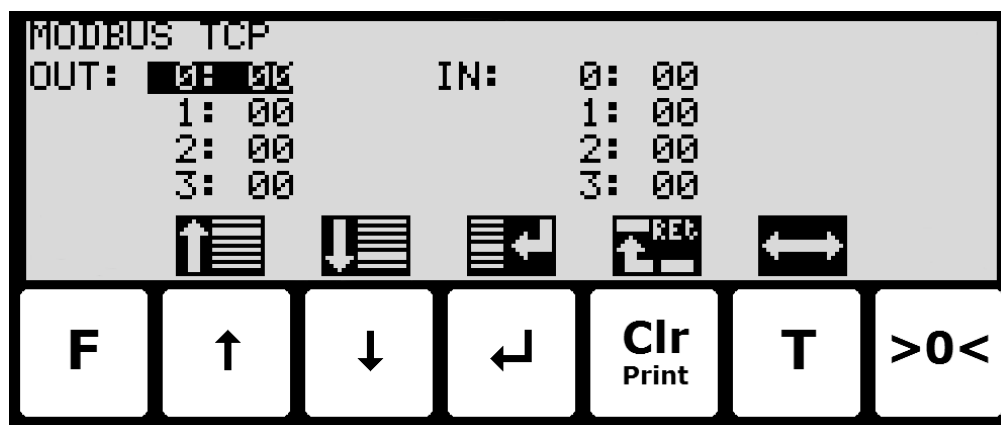 MODBUS TCP
OUT: 0: 00 IN: 0: 00
1: 00 1: 00
2: 00 2: 00
3: 00 3: 00
REt
F ↑ ↓ ↵ Clr T >0<
Print